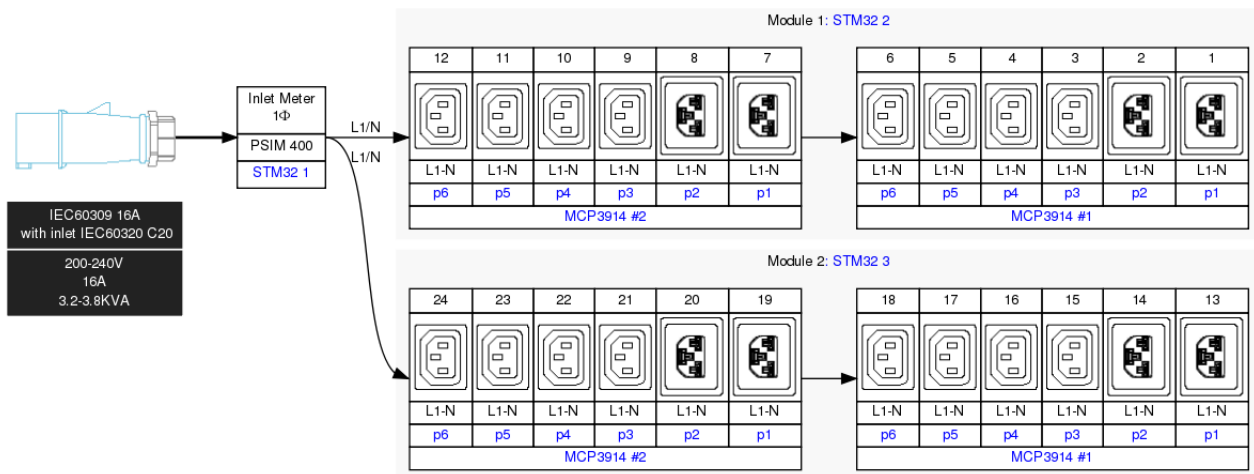 Module 1: STM32 2
12 11 10 9 8 7
6 5 4 3 2 1
Inlet Meter
1Φ
PSIM 400
STM32 1
L1/N
L1/N
L1-N L1-N L1-N L1-N L1-N L1-N
p6 p5 p4 p3 p2 p1
MCP3914 #2
L1-N L1-N L1-N L1-N L1-N L1-N
p6 p5 p4 p3 p2 p1
MCP3914 #1
IEC60309 16A
with inlet IEC60320 C20
200-240V
16A
3.2-3.8KVA
Module 2: STM32 3
24 23 22 21 20 19
18 17 16 15 14 13
L1-N L1-N L1-N L1-N L1-N L1-N
p6 p5 p4 p3 p2 p1
MCP3914 #2
L1-N L1-N L1-N L1-N L1-N L1-N
p6 p5 p4 p3 p2 p1
MCP3914 #1